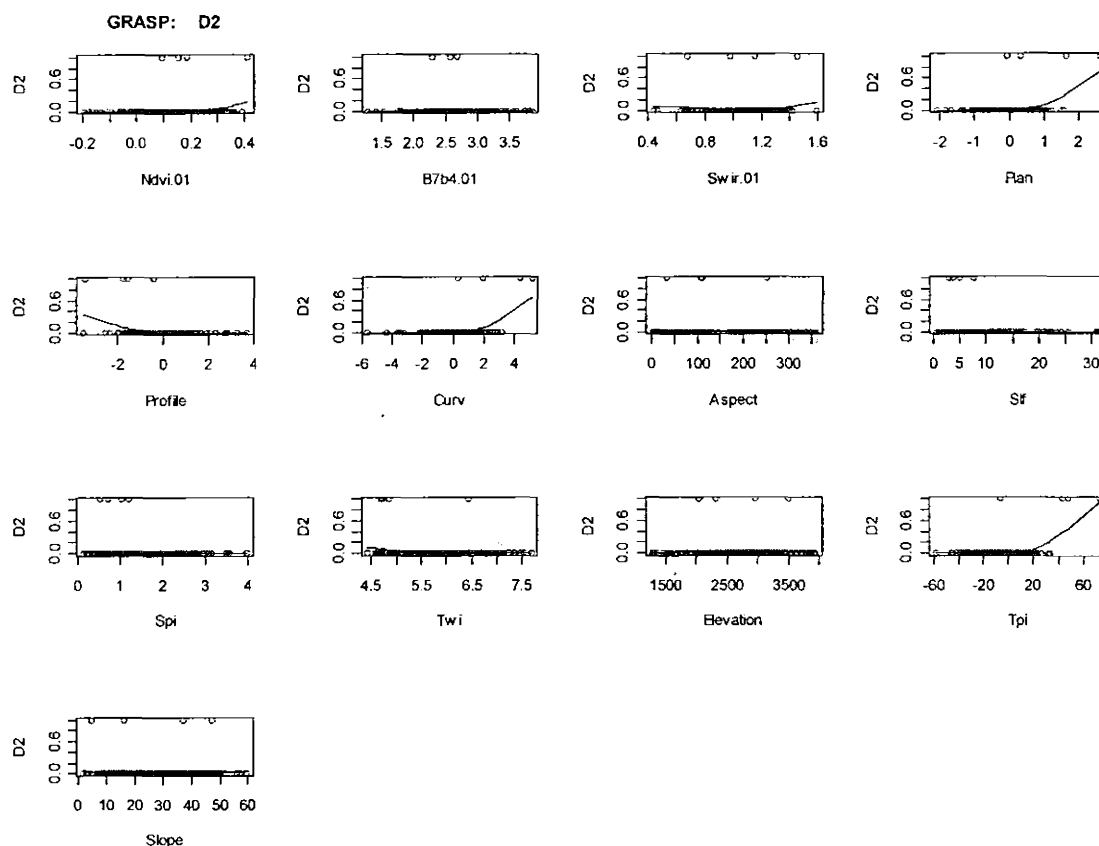 GRASP: D2
D2 0.0 0.6
-0.2 0.0 0.2 0.4
Ndvi.01
D2 0.0 0.6
1.5 2.0 2.5 3.0 3.5
B7b4.01
D2 0.0 0.6
0.4 0.8 1.2 1.6
Swir.01
D2 0.0 0.6
-2 -1 0 1 2
Plan
D2 0.0 0.6
-2 0 2 4
Profile
D2 0.0 0.6
-6 -4 -2 0 2 4
Curv
D2 0.0 0.6
0 100 200 300
Aspect
D2 0.0 0.6
0 5 10 20 30
Slf
D2 0.0 0.6
0 1 2 3 4
Spi
D2 0.0 0.6
4.5 5.5 6.5 7.5
Twi
D2 0.0 0.6
1500 2500 3500
Elevation
D2 0.0 0.6
-60 -20 20 60
Tpi
D2 0.0 0.6
0 10 20 30 40 50 60
Slope